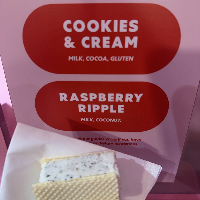 COOKIES
& CREAM
MILK, COCOA, GLUTEN
RASPBERRY
RIPPLE
MILK, COCONUT